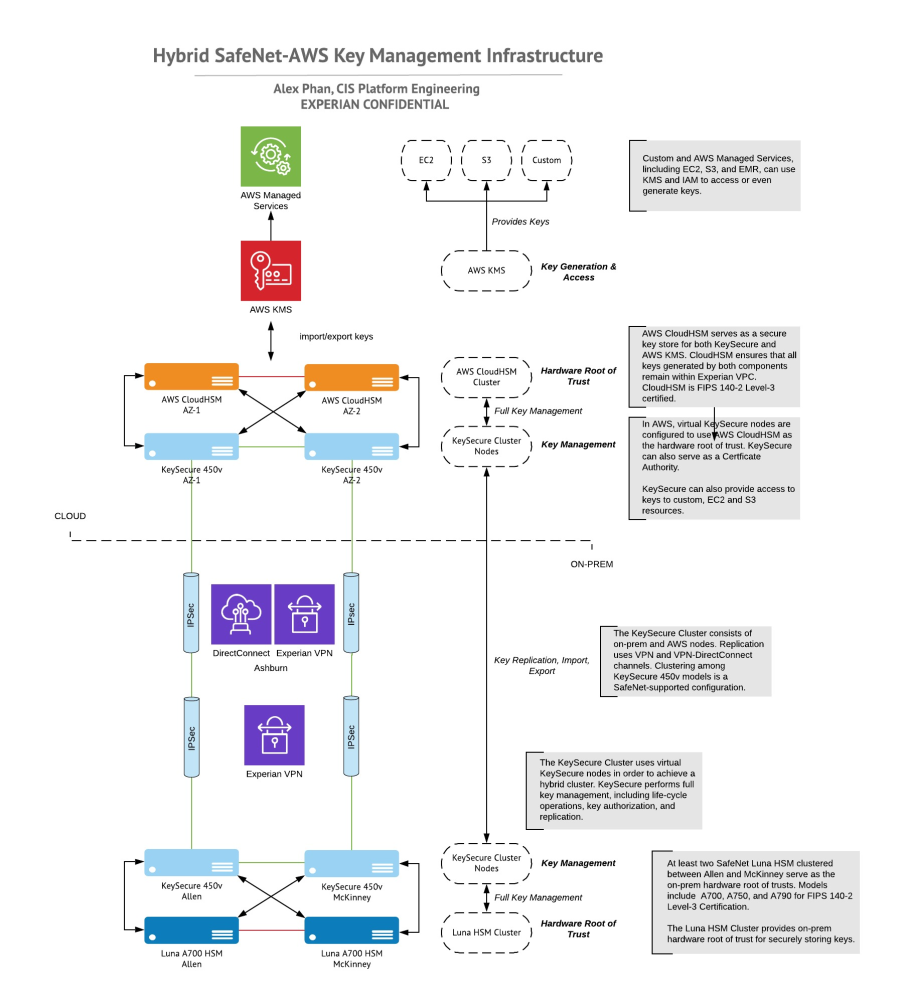 Hybrid SafeNet-AWS Key Management Infrastructure
Alex Phan, CIS Platform Engineering
EXPERIAN CONFIDENTIAL
AWS Managed
Services
EC2
S3
Custom
Custom and AWS Managed Services,
lincluding EC2, S3, and EMR, can use
KMS and IAM to access or even
generate keys.
Provides Keys
AWS KMS
AWS KMS
Key Generation &
Access
import/export keys
AWS CloudHSM
AZ-1
AWS CloudHSM
AZ-2
AWS CloudHSM
Cluster
Hardware Root of
Trust
AWS CloudHSM serves as a secure
key store for both KeySecure and
AWS KMS. CloudHSM ensures that all
keys generated by both components
remain within Experian VPC.
CloudHSM is FIPS 140-2 Level-3
certified.
Full Key Management
KeySecure 450v
AZ-1
KeySecure 450v
AZ-2
KeySecure Cluster
Nodes
Key Management
In AWS, virtual KeySecure nodes are
configured to use AWS CloudHSM as
the hardware root of trust. KeySecure
can also serve as a Certficate
Authority.
KeySecure can also provide access to
keys to custom, EC2 and S3
resources.
CLOUD
ON-PREM
IPSec
IPsec
DirectConnect
Experian VPN
Ashburn
Key Replication, Import,
Export
The KeySecure Cluster consists of
on-prem and AWS nodes. Replication
uses VPN and VPN-DirectConnect
channels. Clustering among
KeySecure 450v models is a
SafeNet-supported configuration.
IPSec
IPSec
Experian VPN
The KeySecure Cluster uses virtual
KeySecure nodes in order to achieve a
hybrid cluster. KeySecure performs full
key management, including life-cycle
operations, key authorization, and
replication.
KeySecure 450v
Allen
KeySecure 450v
McKinney
KeySecure Cluster
Nodes
Key Management
Full Key Management
Luna A700 HSM
Allen
Luna A700 HSM
McKinney
Luna HSM Cluster
Hardware Root of
Trust
At least two SafeNet Luna HSM clustered
between Allen and McKinney serve as the
on-prem hardware root of trusts. Models
include A700, A750, and A790 for FIPS 140-2
Level-3 Certification.
The Luna HSM Cluster provides on-prem
hardware root of trust for securely storing keys.